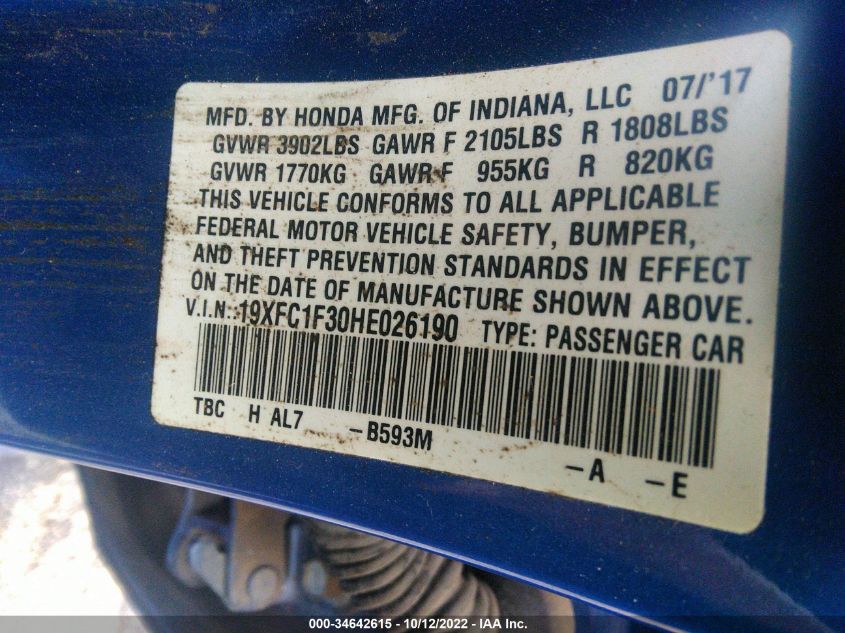 MFD. BY HONDA MFG. OF INDIANA, LLC 07/'17
GVWR 3902LBS GAWR F 2105LBS R 1808LBS
GVWR 1770KG GAWR F 955KG R 820KG
THIS VEHICLE CONFORMS TO ALL APPLICABLE
FEDERAL MOTOR VEHICLE SAFETY, BUMPER,
AND THEFT PREVENTION STANDARDS IN EFFECT
ON THE DATE OF MANUFACTURE SHOWN ABOVE.
V.I.N.: 19XFC1F30HE026190 TYPE: PASSENGER CAR
TBC H AL7 -B593M -A -E
000-34642615 - 10/12/2022 - IAA Inc.